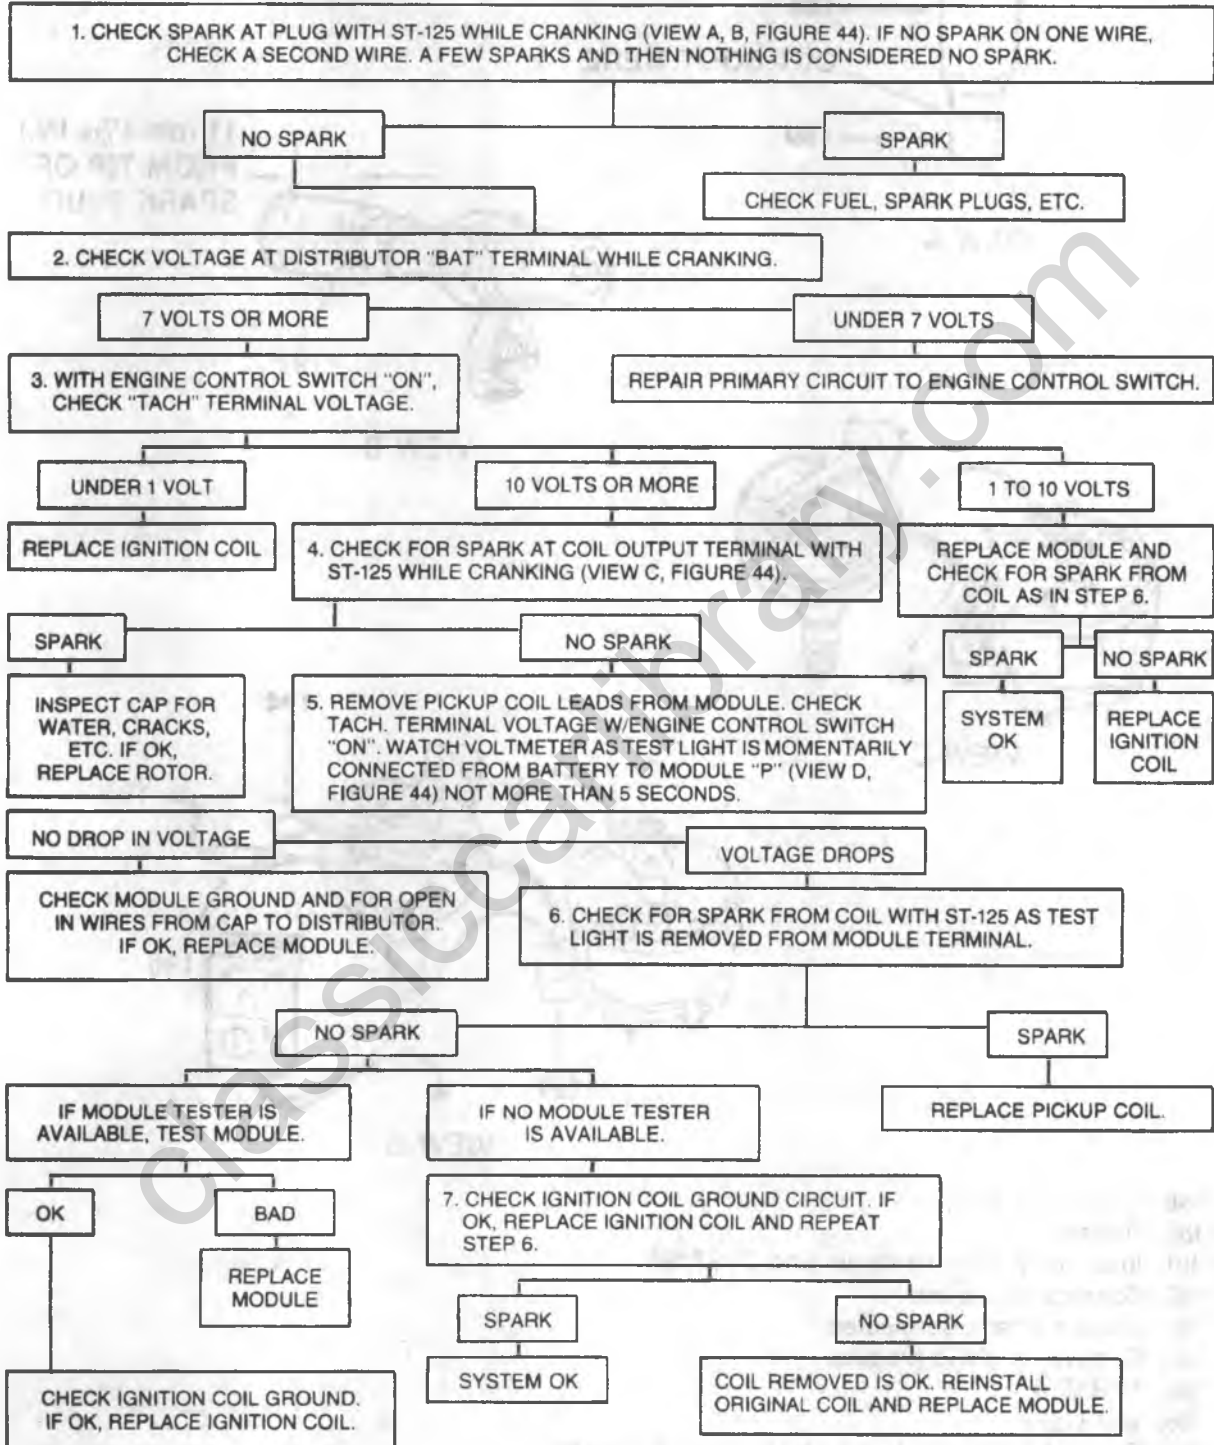 1. CHECK SPARK AT PLUG WITH ST-125 WHILE CRANKING (VIEW A, B, FIGURE 44). IF NO SPARK ON ONE WIRE,
CHECK A SECOND WIRE. A FEW SPARKS AND THEN NOTHING IS CONSIDERED NO SPARK.
NO SPARK
SPARK
CHECK FUEL, SPARK PLUGS, ETC.
2. CHECK VOLTAGE AT DISTRIBUTOR "BAT" TERMINAL WHILE CRANKING.
7 VOLTS OR MORE
UNDER 7 VOLTS
3. WITH ENGINE CONTROL SWITCH "ON",
CHECK "TACH" TERMINAL VOLTAGE.
REPAIR PRIMARY CIRCUIT TO ENGINE CONTROL SWITCH.
UNDER 1 VOLT
10 VOLTS OR MORE
1 TO 10 VOLTS
REPLACE IGNITION COIL
4. CHECK FOR SPARK AT COIL OUTPUT TERMINAL WITH
ST-125 WHILE CRANKING (VIEW C, FIGURE 44).
REPLACE MODULE AND
CHECK FOR SPARK FROM
COIL AS IN STEP 6.
SPARK
NO SPARK
SPARK
NO SPARK
INSPECT CAP FOR
WATER, CRACKS,
ETC. IF OK,
REPLACE ROTOR.
5. REMOVE PICKUP COIL LEADS FROM MODULE. CHECK
TACH. TERMINAL VOLTAGE W/ENGINE CONTROL SWITCH
"ON". WATCH VOLTMETER AS TEST LIGHT IS MOMENTARILY
CONNECTED FROM BATTERY TO MODULE "P" (VIEW D,
FIGURE 44) NOT MORE THAN 5 SECONDS.
SYSTEM
OK
REPLACE
IGNITION
COIL
NO DROP IN VOLTAGE
VOLTAGE DROPS
CHECK MODULE GROUND AND FOR OPEN
IN WIRES FROM CAP TO DISTRIBUTOR.
IF OK, REPLACE MODULE.
6. CHECK FOR SPARK FROM COIL WITH ST-125 AS TEST
LIGHT IS REMOVED FROM MODULE TERMINAL.
NO SPARK
SPARK
IF MODULE TESTER IS
AVAILABLE, TEST MODULE.
IF NO MODULE TESTER
IS AVAILABLE.
REPLACE PICKUP COIL.
OK
BAD
7. CHECK IGNITION COIL GROUND CIRCUIT. IF
OK, REPLACE IGNITION COIL AND REPEAT
STEP 6.
REPLACE
MODULE
SPARK
NO SPARK
CHECK IGNITION COIL GROUND.
IF OK, REPLACE IGNITION COIL.
SYSTEM OK
COIL REMOVED IS OK. REINSTALL
ORIGINAL COIL AND REPLACE MODULE.
classiccarlibrary.com